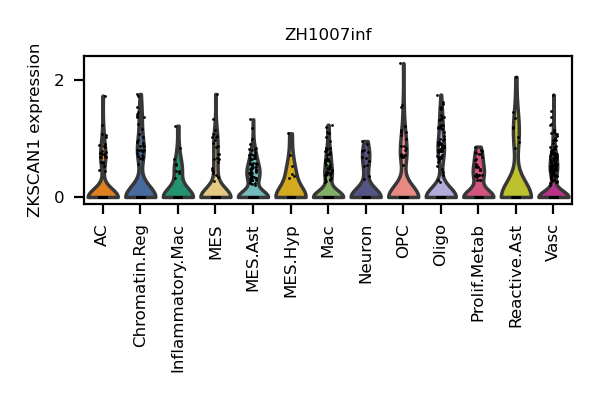 ZH1007inf
ZKSCAN1 expression
2
0
AC
Chromatin.Reg
Inflammatory.Mac
MES
MES.Ast
MES.Hyp
Mac
Neuron
OPC
Oligo
Prolif.Metab
Reactive.Ast
Vasc